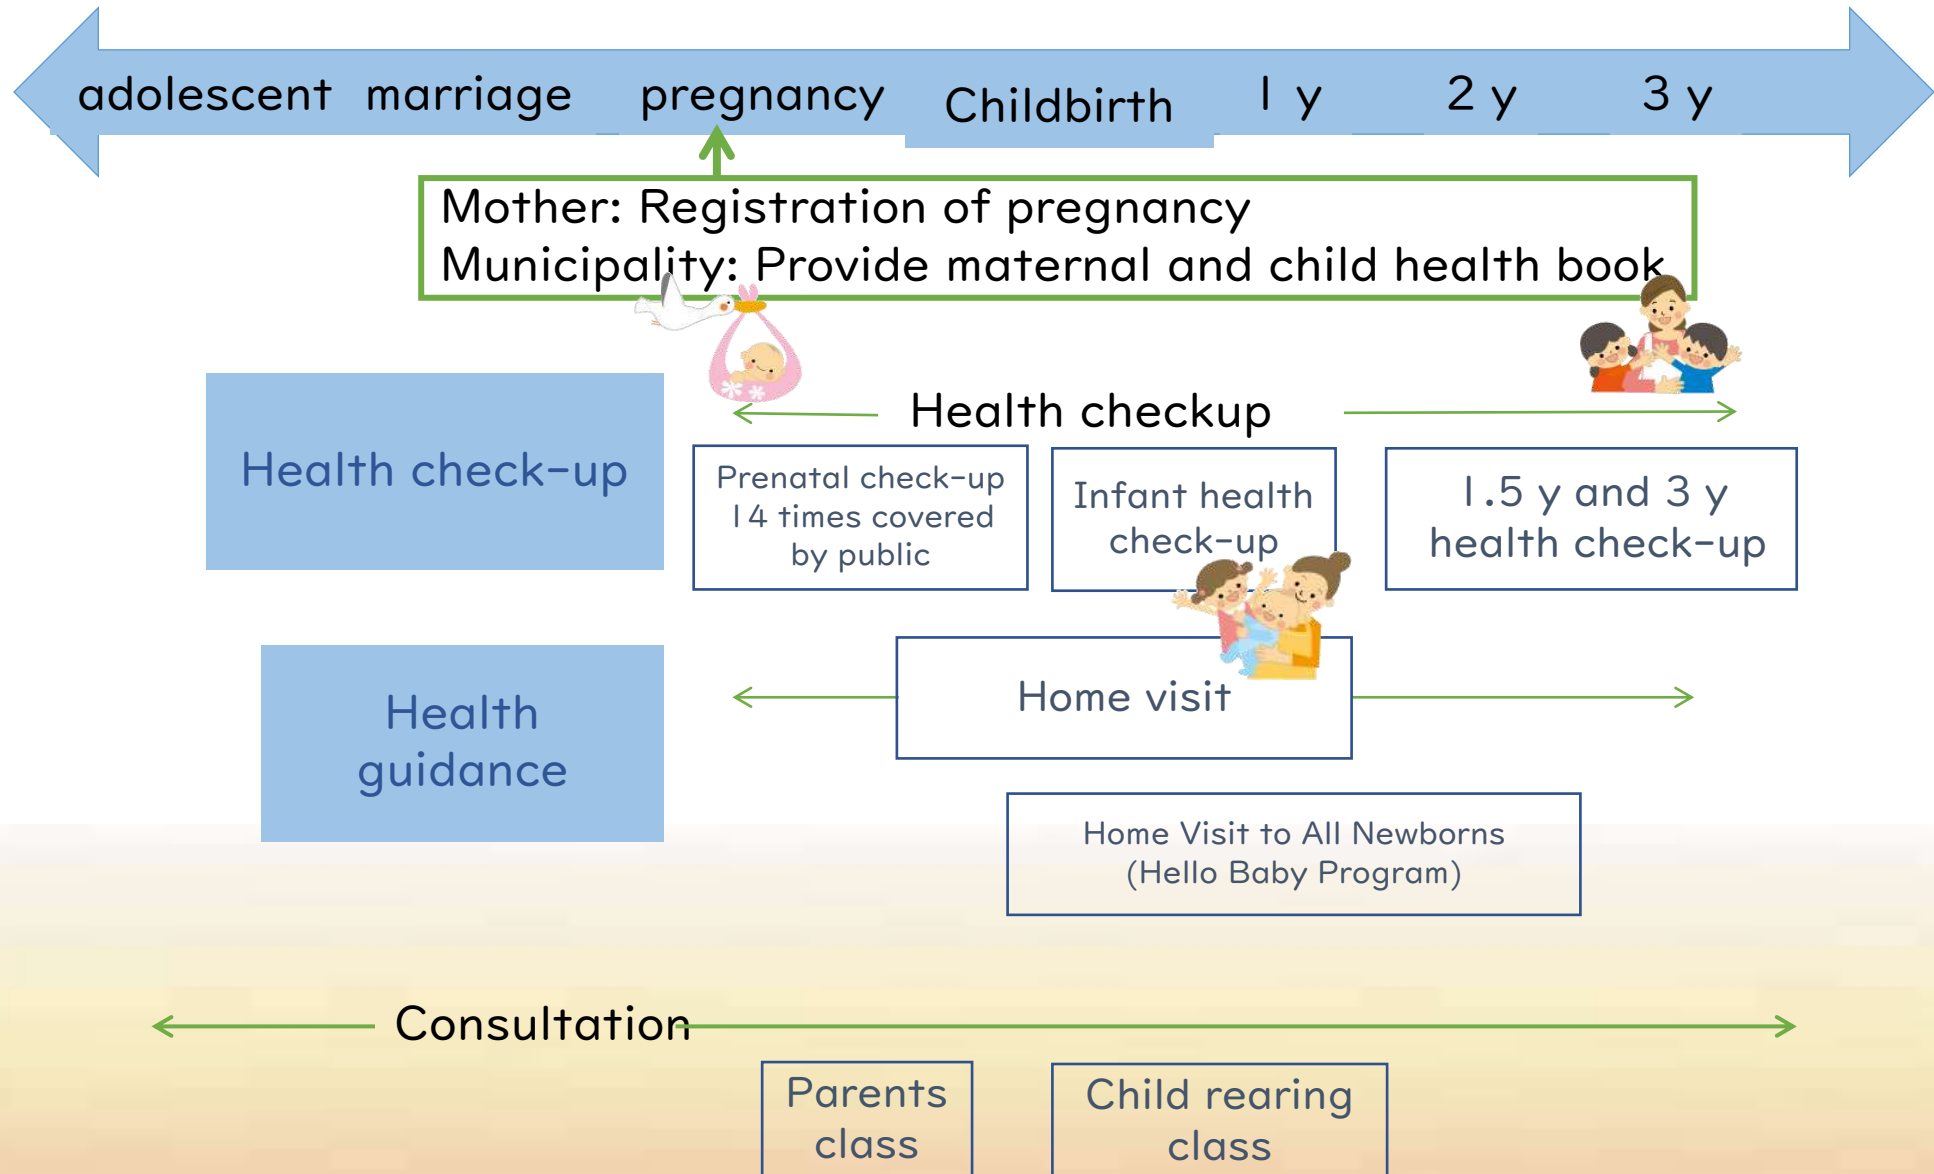 adolescent marriage pregnancy Childbirth 1 y 2 y 3 y
Mother: Registration of pregnancy
Municipality: Provide maternal and child health book
Health checkup
Health check-up
Prenatal check-up
14 times covered
by public
Infant health
check-up
1.5 y and 3 y
health check-up
Health
guidance
Home visit
Home Visit to All Newborns
(Hello Baby Program)
Consultation
Parents
class
Child rearing
class